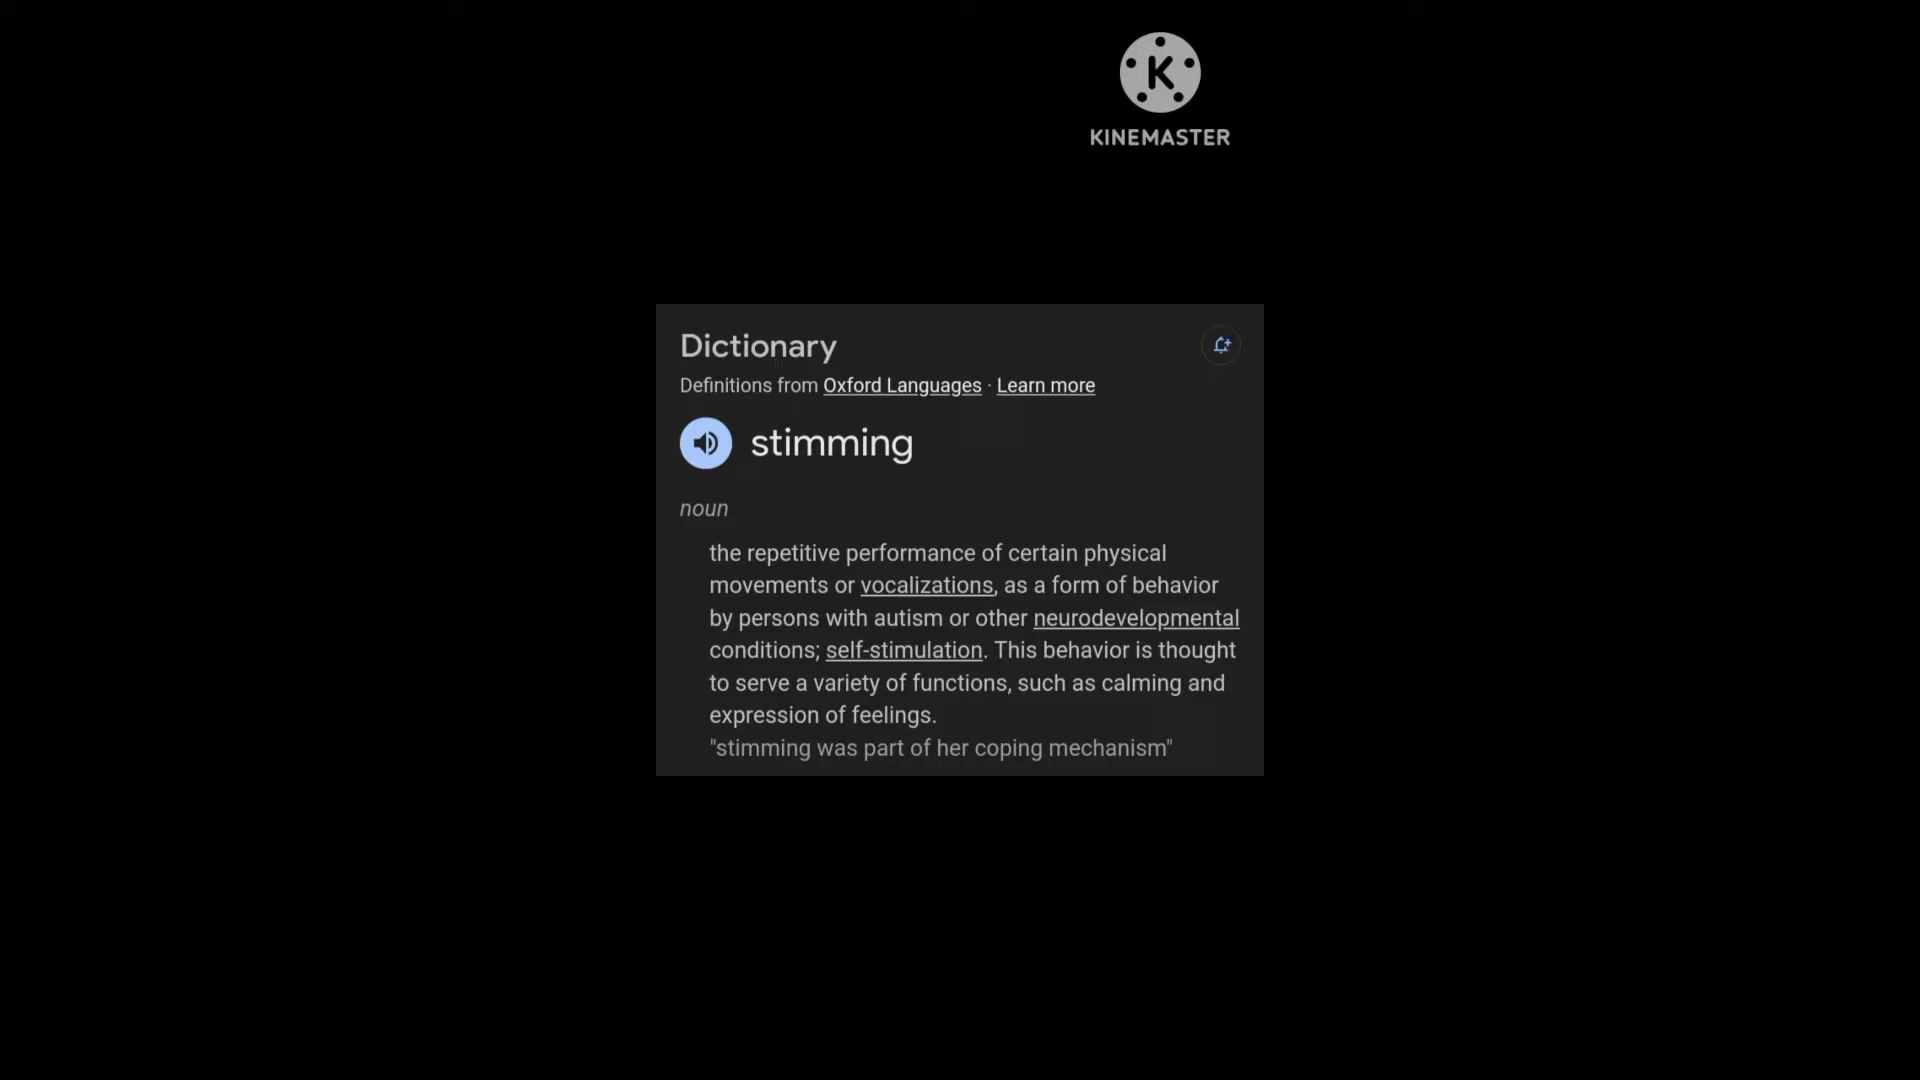 K
KINEMASTER
Dictionary
Definitions from Oxford Languages · Learn more
stimming
noun
the repetitive performance of certain physical
movements or vocalizations, as a form of behavior
by persons with autism or other neurodevelopmental
conditions; self-stimulation. This behavior is thought
to serve a variety of functions, such as calming and
expression of feelings.
"stimming was part of her coping mechanism"